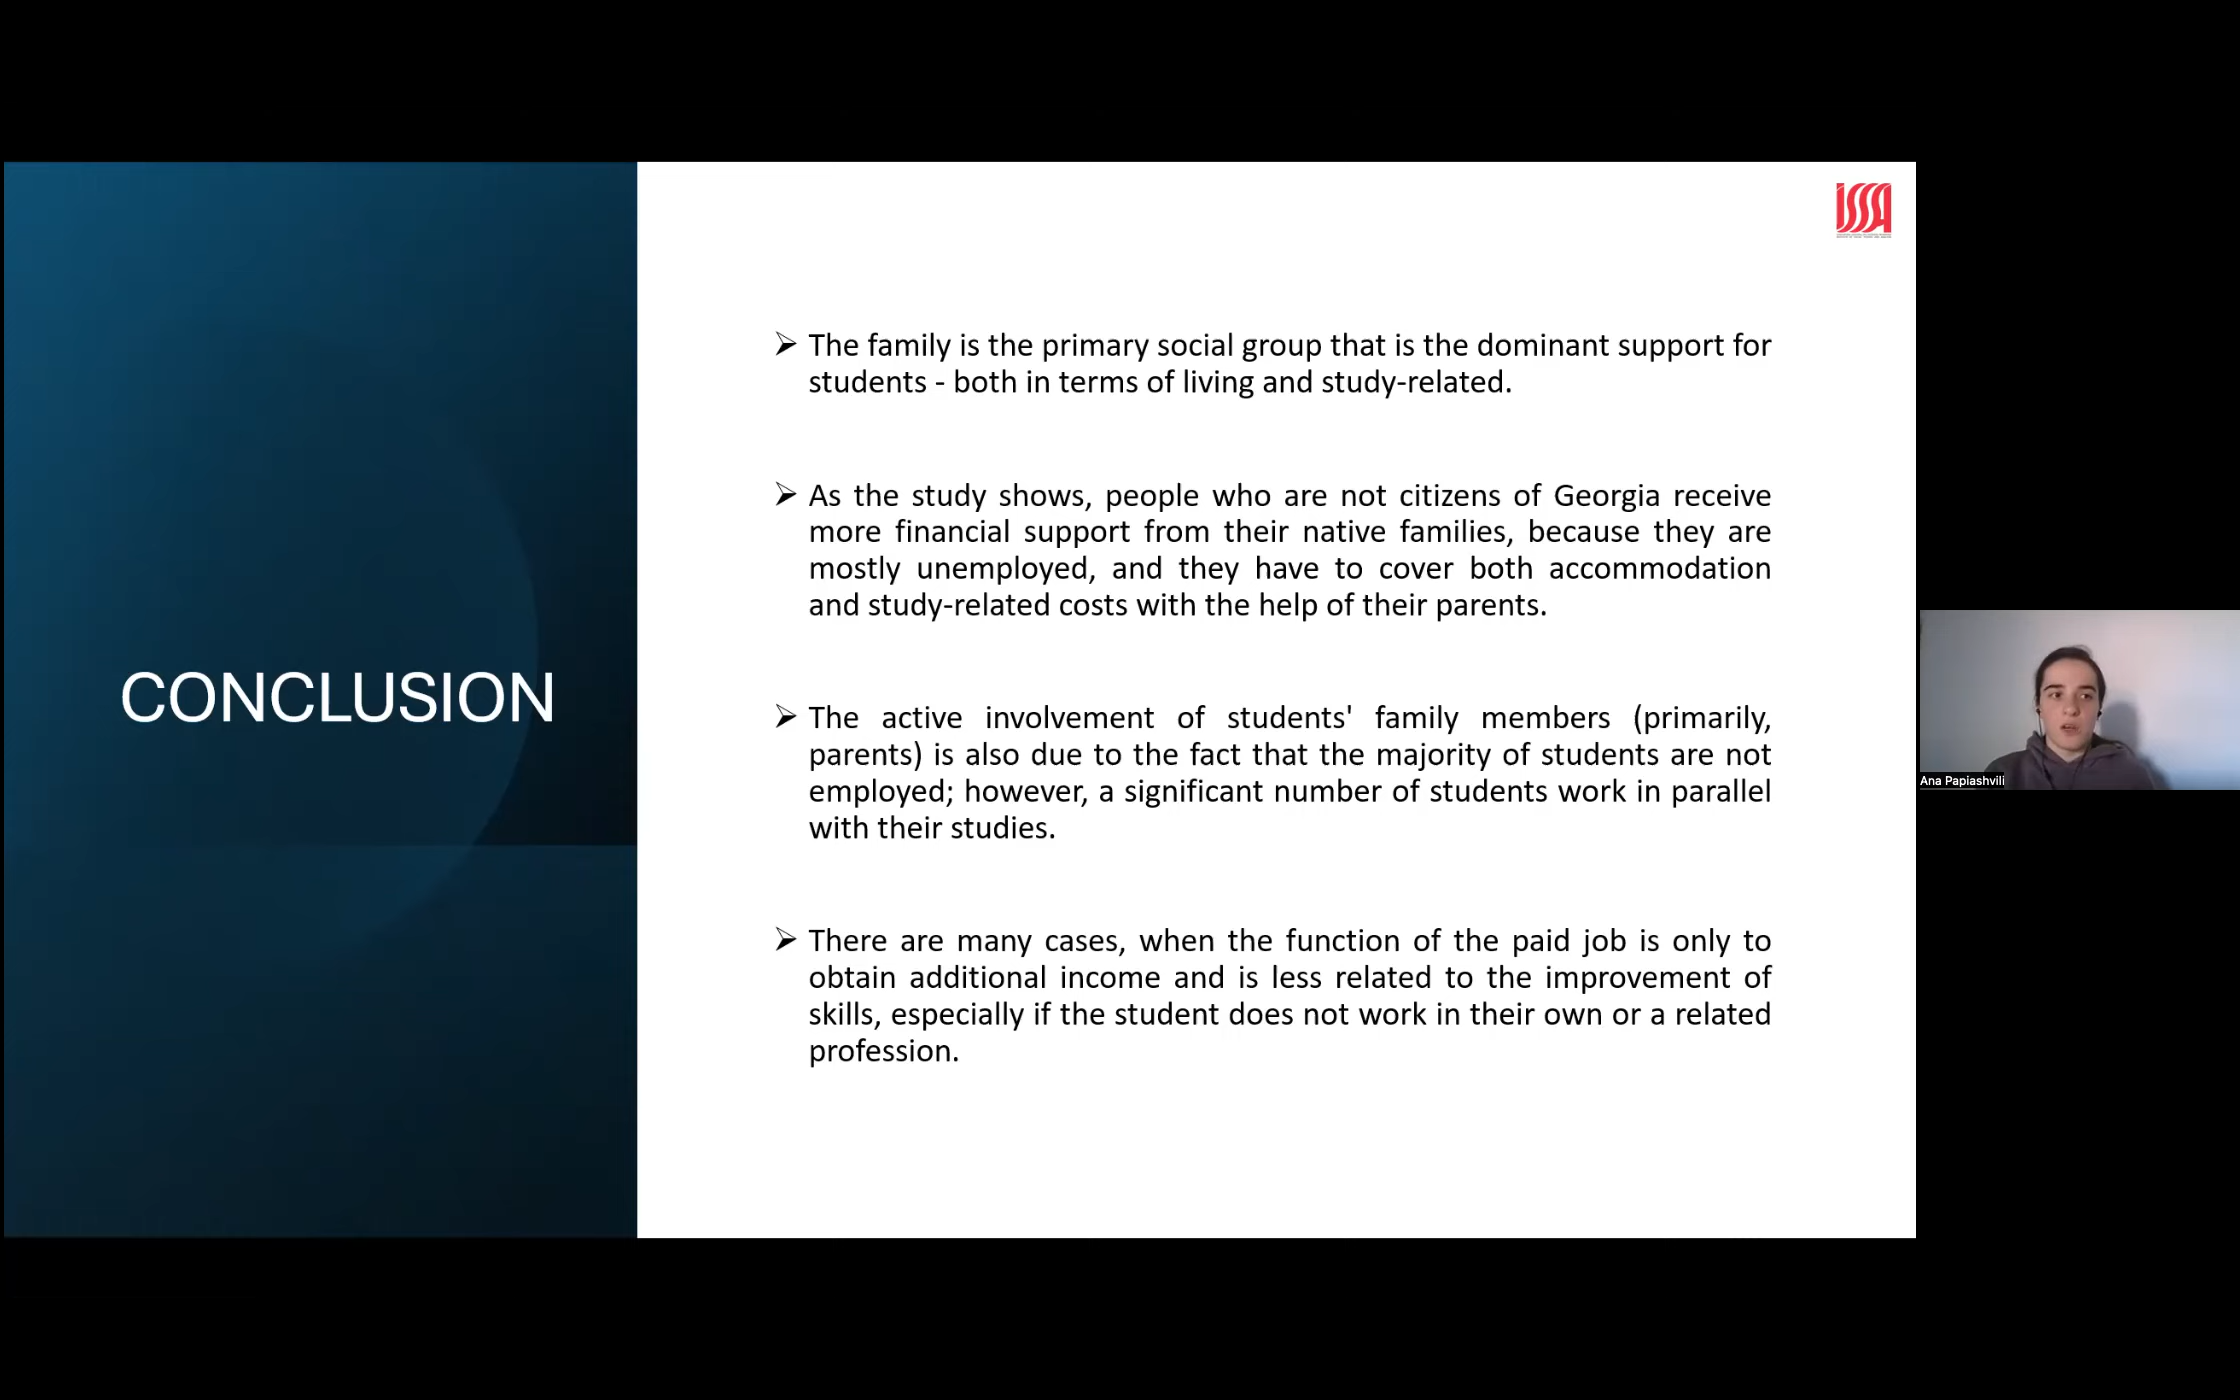 ISSA
The family is the primary social group that is the dominant support for
students - both in terms of living and study-related.
As the study shows, people who are not citizens of Georgia receive
more financial support from their native families, because they are
mostly unemployed, and they have to cover both accommodation
and study-related costs with the help of their parents.
CONCLUSION
The active involvement of students' family members (primarily,
parents) is also due to the fact that the majority of students are not
employed; however, a significant number of students work in parallel
with their studies.
There are many cases, when the function of the paid job is only to
obtain additional income and is less related to the improvement of
skills, especially if the student does not work in their own or a related
profession.
Ana Papiashvili